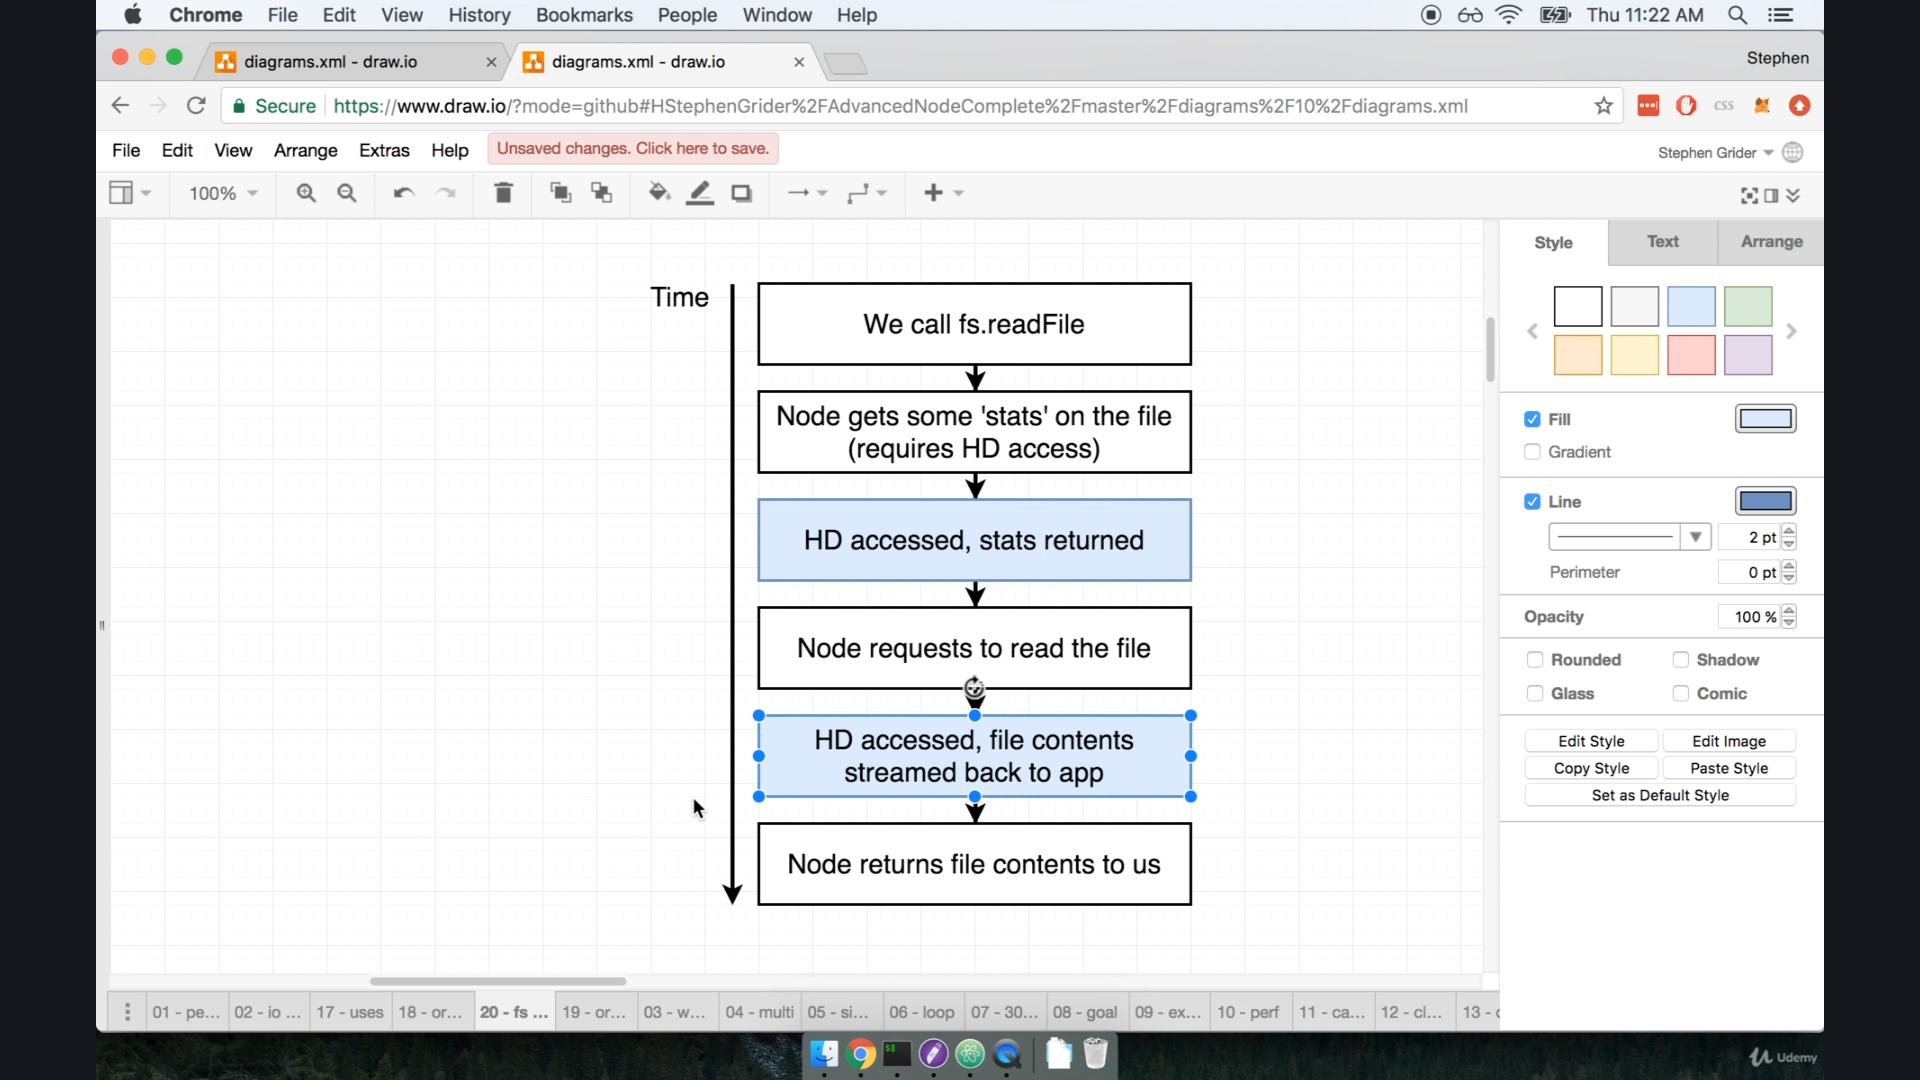 Chrome File Edit View History Bookmarks People Window Help Thu 11:22 AM
diagrams.xml - draw.io
diagrams.xml - draw.io
Stephen
Secure https://www.draw.io/?mode=github#HStephenGrider%2FAdvancedNodeComplete%2Fmaster%2Fdiagrams%2F10%2Fdiagrams.xml
css
File Edit View Arrange Extras Help Unsaved changes. Click here to save. Stephen Grider
100%
Style Text Arrange
Time
We call fs.readFile
Node gets some 'stats' on the file
(requires HD access)
HD accessed, stats returned
Node requests to read the file
HD accessed, file contents
streamed back to app
Node returns file contents to us
Fill
Gradient
Line
2 pt
Perimeter 0 pt
Opacity 100 %
Rounded Shadow
Glass Comic
Edit Style Edit Image
Copy Style Paste Style
Set as Default Style
01 - pe... 02 - io ... 17 - uses 18 - or... 20 - fs ... 19 - or... 03 - w... 04 - multi 05 - si... 06 - loop 07 - 30... 08 - goal 09 - ex... 10 - perf 11 - ca... 12 - cl... 13 - c
Udemy